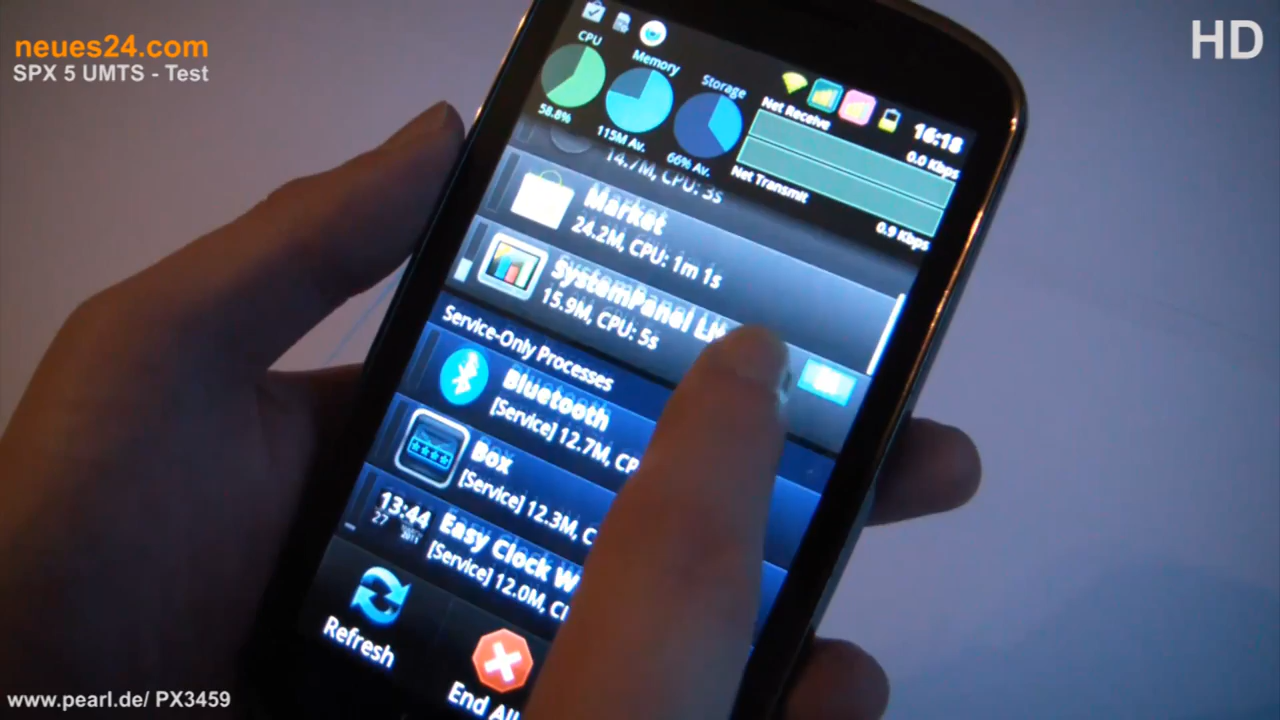 neues24.com
SPX 5 UMTS - Test
HD
CPU
58.8%
Memory
115M Av.
Storage
66% Av.
16:18
Net Receive
0.0 Kbps
Net Transmit
0.9 Kbps
14.7M, CPU: 3s
Market
24.2M, CPU: 1m 1s
SystemPanel
15.9M, CPU: 5s
Service-Only Processes
Bluetooth
[Service] 12.7M, CP
Box
[Service] 12.3M, C
13:44
27
Easy Clock W
[Service] 12.0M, C
Refresh
End All
www.pearl.de/ PX3459